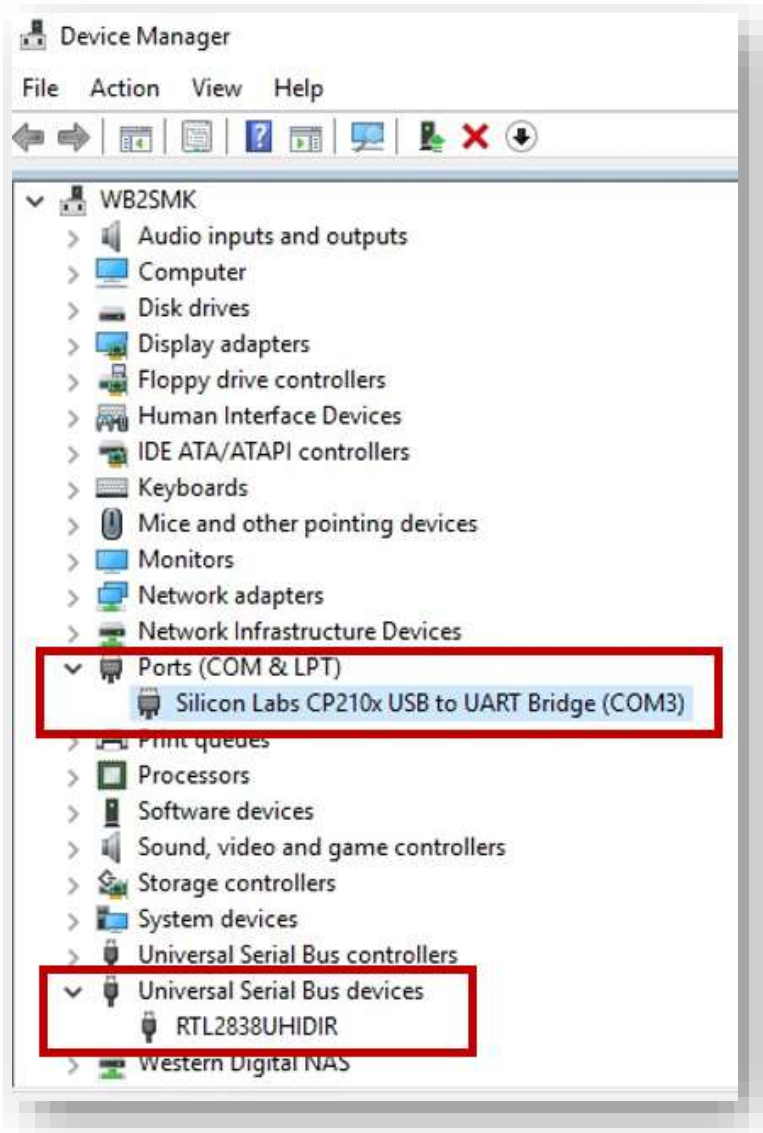 Device Manager
File Action View Help
WB2SMK
Audio inputs and outputs
Computer
Disk drives
Display adapters
Floppy drive controllers
Human Interface Devices
IDE ATA/ATAPI controllers
Keyboards
Mice and other pointing devices
Monitors
Network adapters
Network Infrastructure Devices
Ports (COM & LPT)
Silicon Labs CP210x USB to UART Bridge (COM3)
Print queues
Processors
Software devices
Sound, video and game controllers
Storage controllers
System devices
Universal Serial Bus controllers
Universal Serial Bus devices
RTL2838UHIDIR
Western Digital NAS